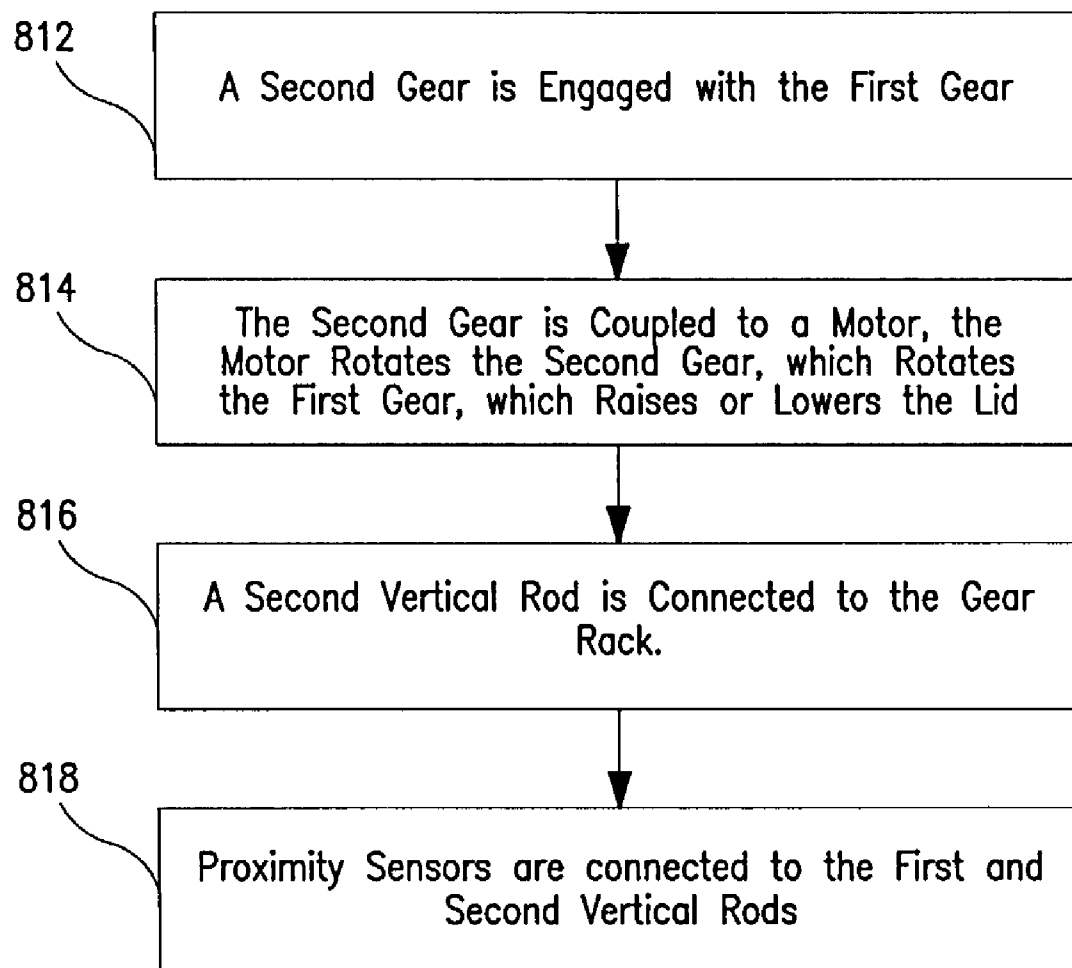 812
A Second Gear is Engaged with the First Gear
814
The Second Gear is Coupled to a Motor, the
Motor Rotates the Second Gear, which Rotates
the First Gear, which Raises or Lowers the Lid
816
A Second Vertical Rod is Connected to the Gear
Rack.
818
Proximity Sensors are connected to the First and
Second Vertical Rods